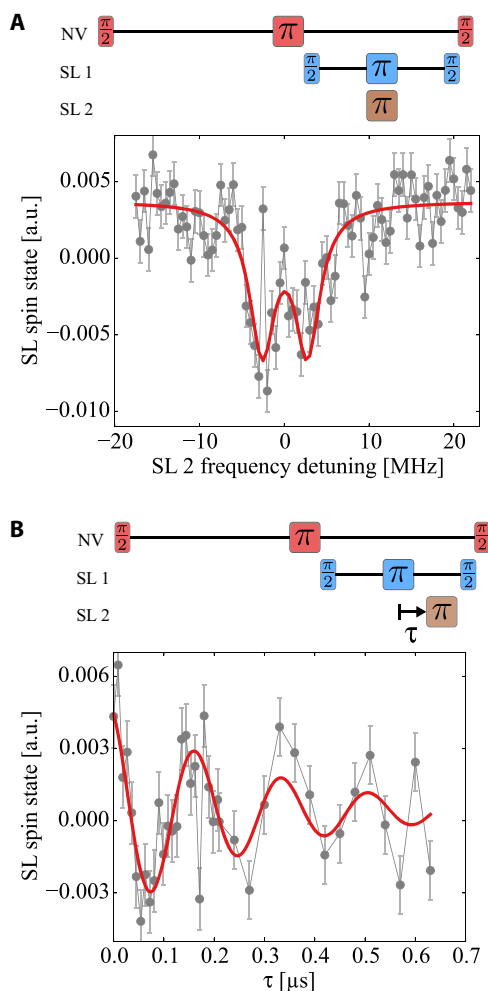 A
π/2 π π/2
NV
π/2 π π/2
SL 1
π
SL 2
0.005
0.000
−0.005
−0.010
SL spin state [a.u.]
−20 −10 0 10 20
SL 2 frequency detuning [MHz]
B
π/2 π π/2
NV
π/2 π π/2
SL 1
π
SL 2
τ
0.006
0.003
0.000
−0.003
SL spin state [a.u.]
0.0 0.1 0.2 0.3 0.4 0.5 0.6 0.7
τ [µs]